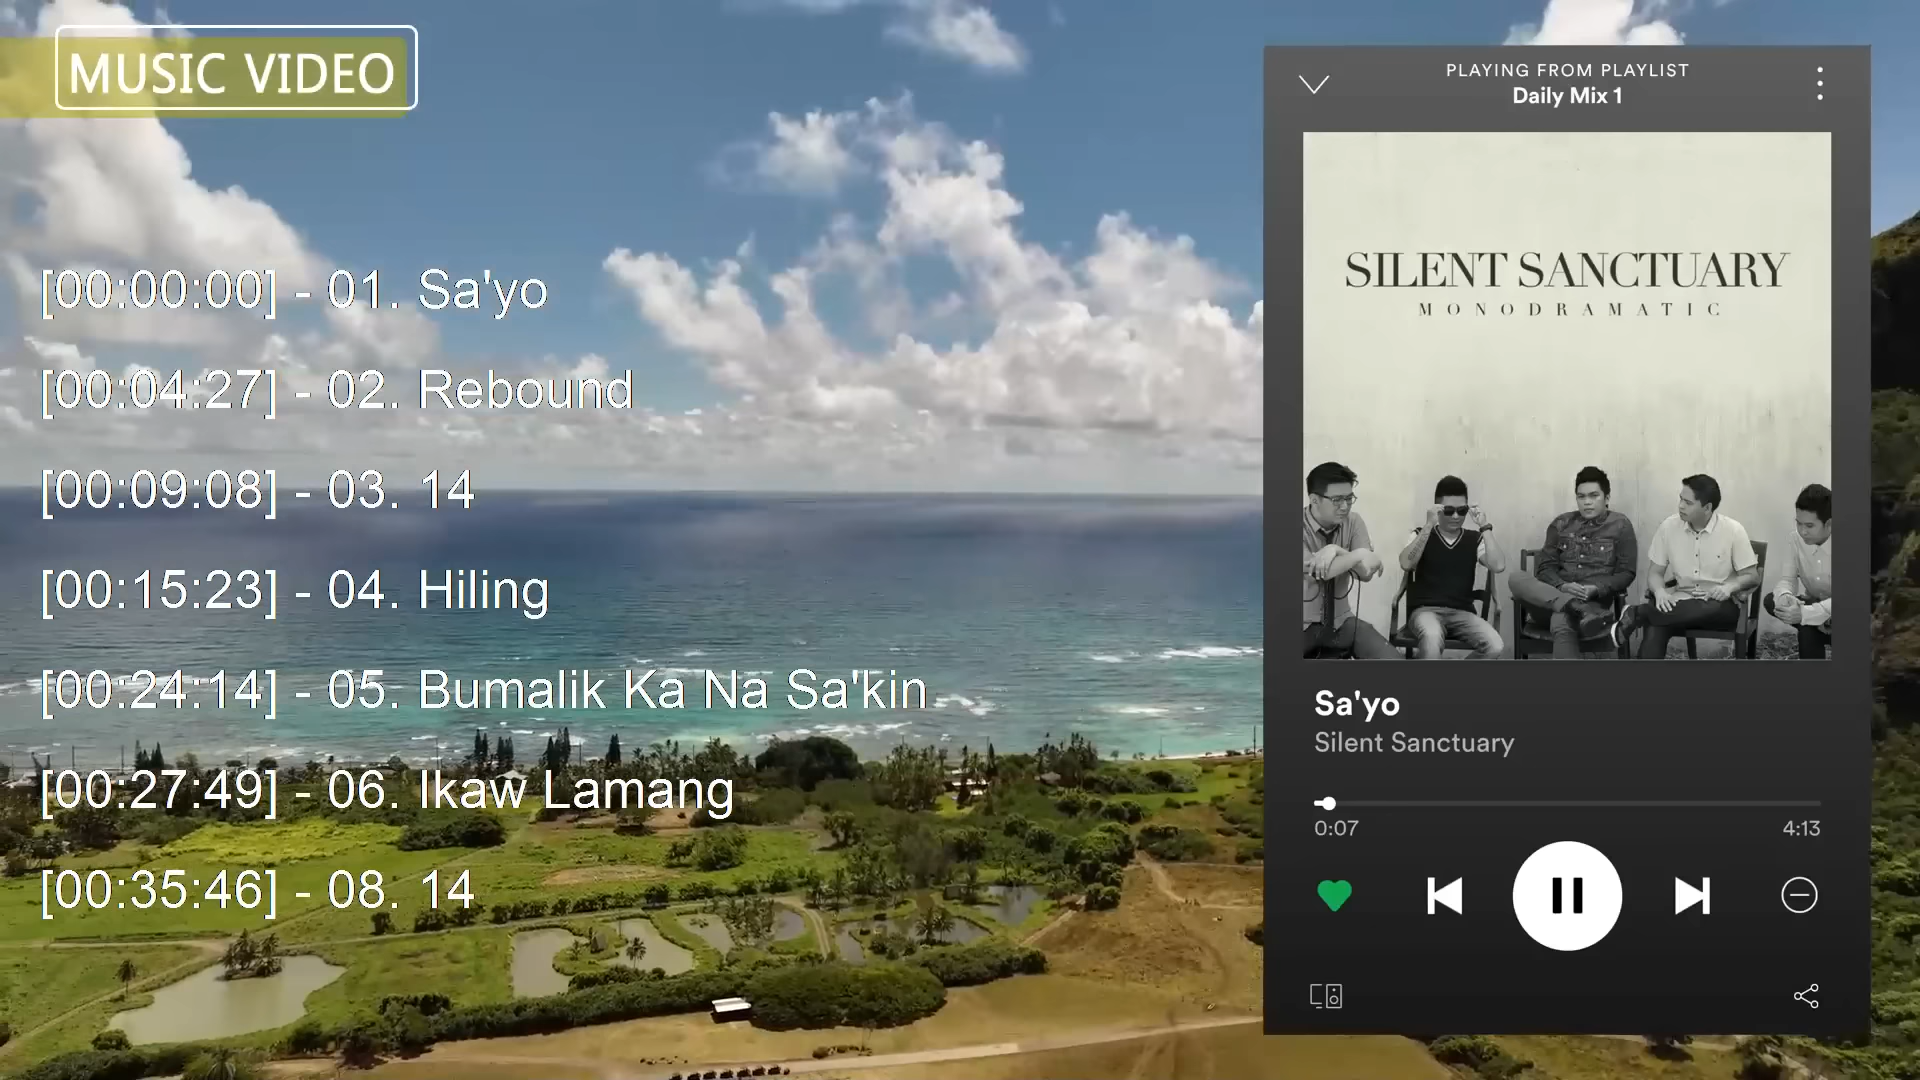 MUSIC VIDEO
[00:00:00] - 01. Sa'yo
[00:04:27] - 02. Rebound
[00:09:08] - 03. 14
[00:15:23] - 04. Hiling
[00:24:14] - 05. Bumalik Ka Na Sa'kin
[00:27:49] - 06. Ikaw Lamang
[00:35:46] - 08. 14
PLAYING FROM PLAYLIST
Daily Mix 1
SILENT SANCTUARY
MONODRAMATIC
Sa'yo
Silent Sanctuary
0:07
4:13